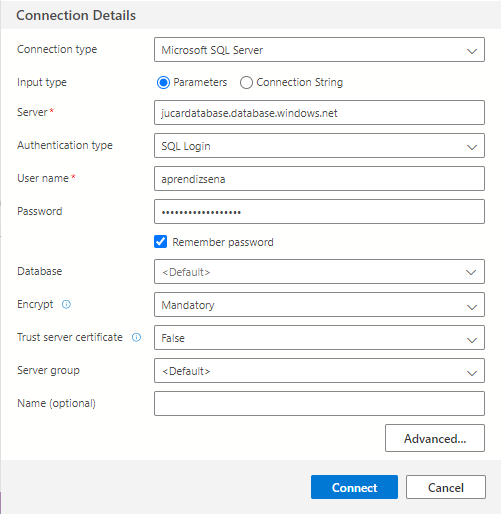 Connection Details
Connection type Microsoft SQL Server
Input type Parameters Connection String
Server* jucardatabase.database.windows.net
Authentication type SQL Login
User name* aprendizsena
Password ••••••••••••••••••
Remember password
Database <Default>
Encrypt Mandatory
Trust server certificate False
Server group <Default>
Name (optional)
Advanced...
Connect Cancel